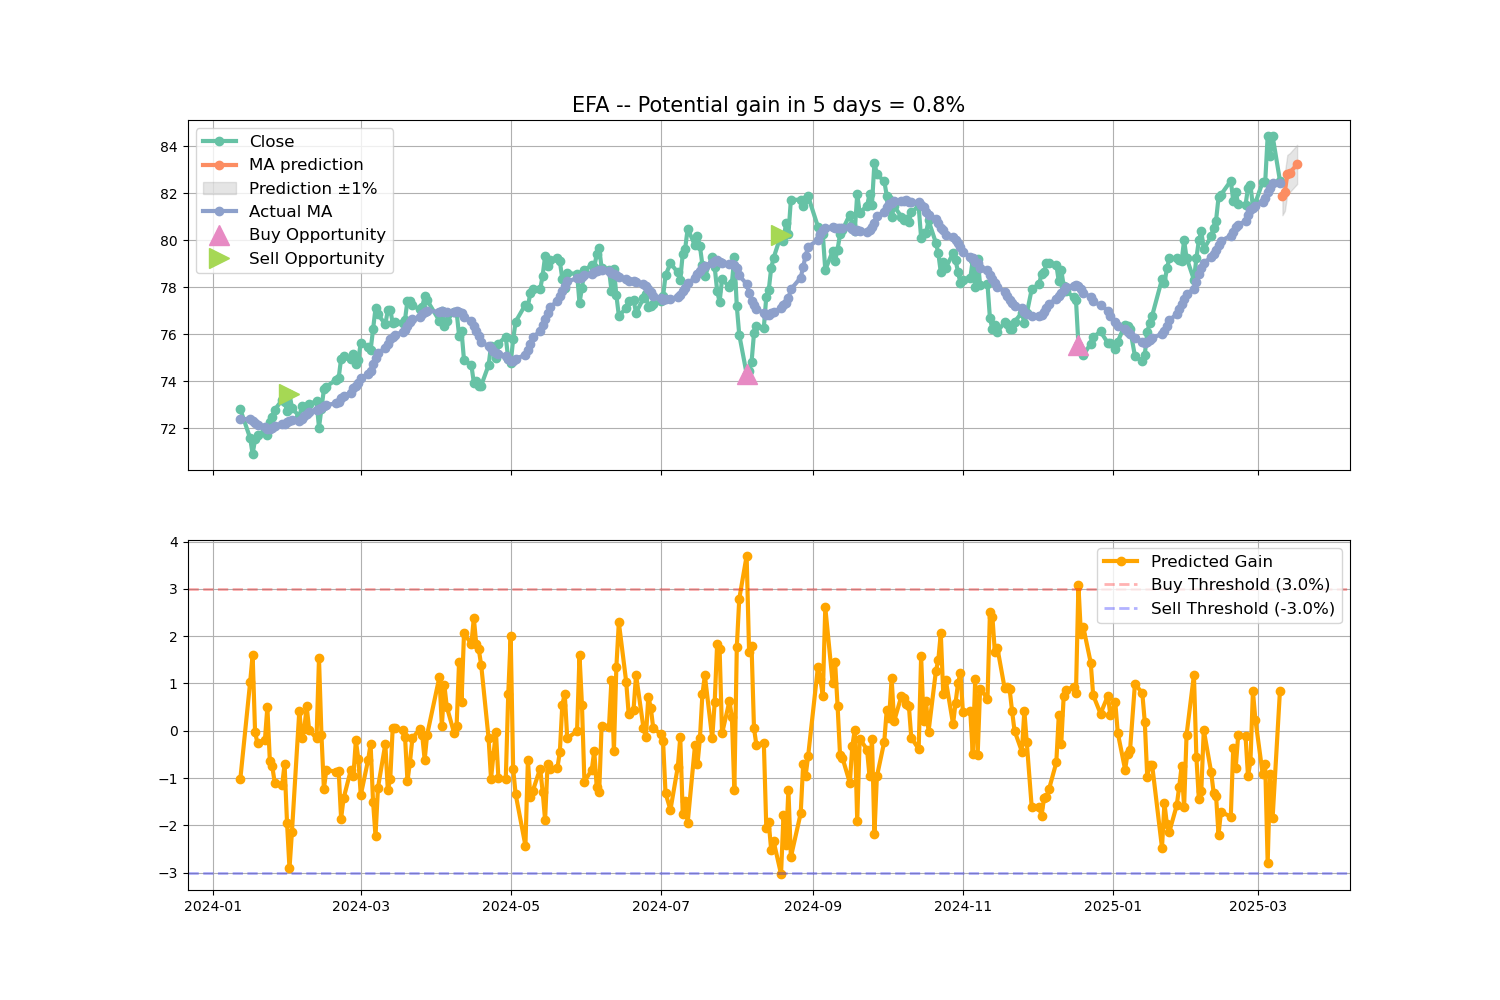 EFA -- Potential gain in 5 days = 0.8%
Close
MA prediction
Prediction ±1%
Actual MA
Buy Opportunity
Sell Opportunity
84
82
80
78
76
74
72
Predicted Gain
Buy Threshold (3.0%)
Sell Threshold (-3.0%)
4
3
2
1
0
−1
−2
−3
2024-01 2024-03 2024-05 2024-07 2024-09 2024-11 2025-01 2025-03